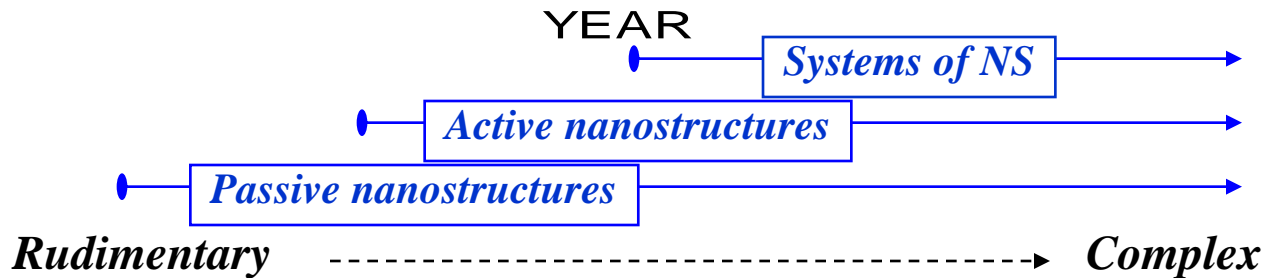 YEAR
Systems of NS
Active nanostructures
Passive nanostructures
Rudimentary Complex